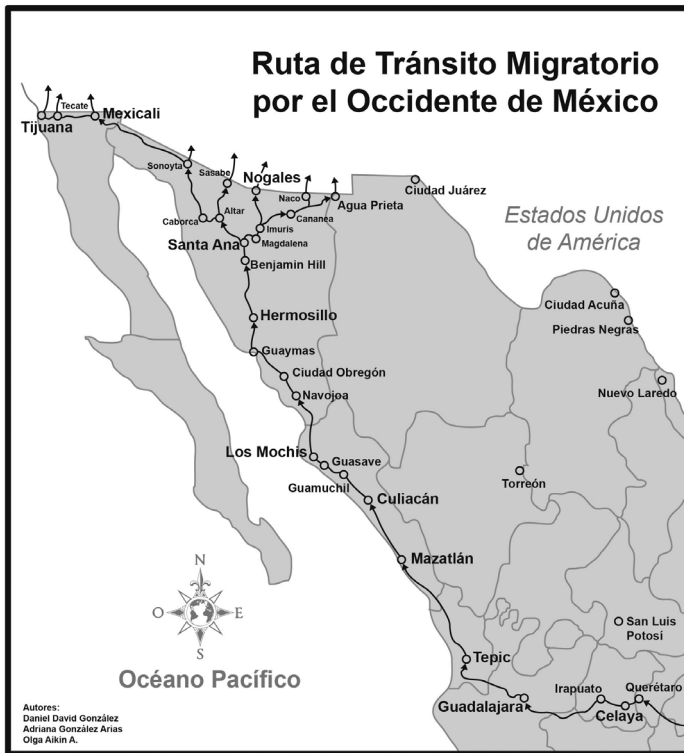 Ruta de Tránsito Migratorio
por el Occidente de México
Tecate
Mexicali
Tijuana
Sonoyta
Sasabe
Nogales
Naco
Agua Prieta
Ciudad Juárez
Caborca
Altar
Imuris
Cananea
Santa Ana
Magdalena
Benjamin Hill
Estados Unidos
de América
Hermosillo
Ciudad Acuña
Piedras Negras
Guaymas
Ciudad Obregón
Navojoa
Nuevo Laredo
Los Mochis
Guasave
Guamuchil
Torreón
Culiacán
Mazatlán
N
O
E
S
San Luis
Potosí
Tepic
Océano Pacífico
Guadalajara
Irapuato
Querétaro
Celaya
Autores:
Daniel David González
Adriana González Arias
Olga Aikin A.